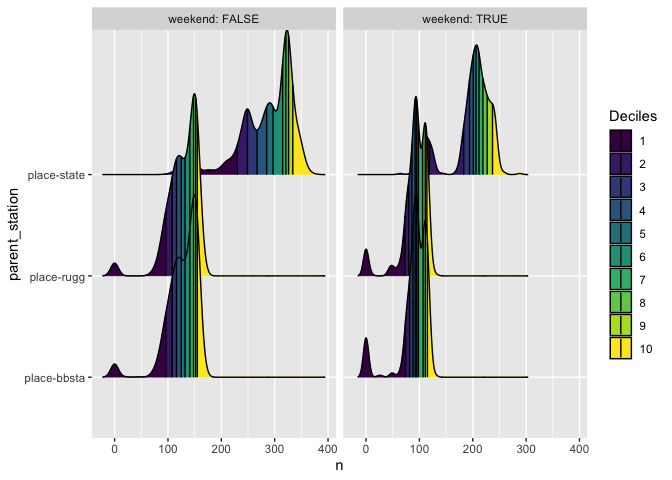 weekend: FALSE
weekend: TRUE
parent_station
place-state
place-rugg
place-bbsta
0 100 200 300 400
0 100 200 300 400
n
Deciles
1
2
3
4
5
6
7
8
9
10